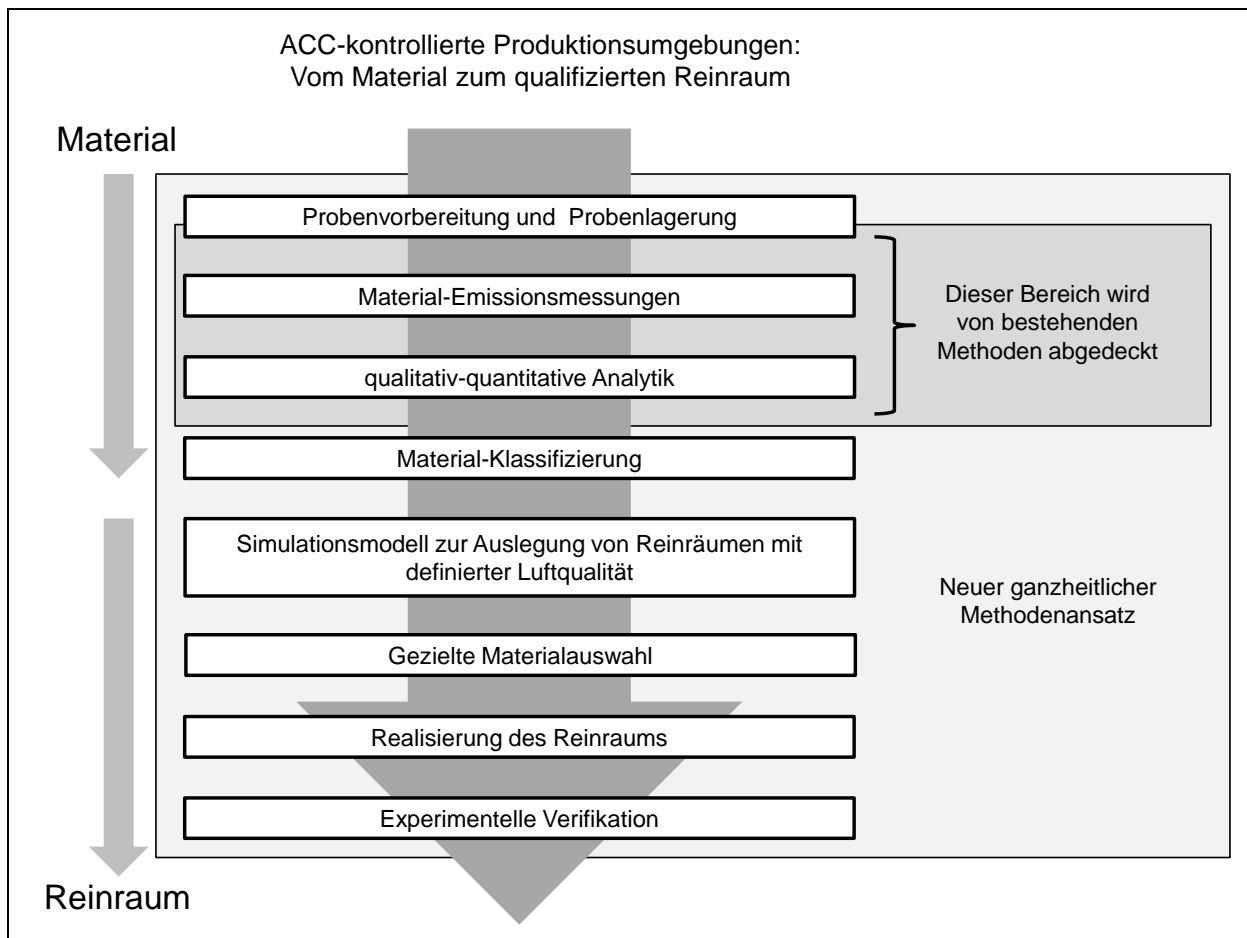 ACC-kontrollierte Produktionsumgebungen:
Vom Material zum qualifizierten Reinraum
Material
Probenvorbereitung und Probenlagerung
Material-Emissionsmessungen
qualitativ-quantitative Analytik
Dieser Bereich wird
von bestehenden
Methoden abgedeckt
Material-Klassifizierung
Simulationsmodell zur Auslegung von Reinräumen mit
definierter Luftqualität
Neuer ganzheitlicher
Methodenansatz
Gezielte Materialauswahl
Realisierung des Reinraums
Experimentelle Verifikation
Reinraum